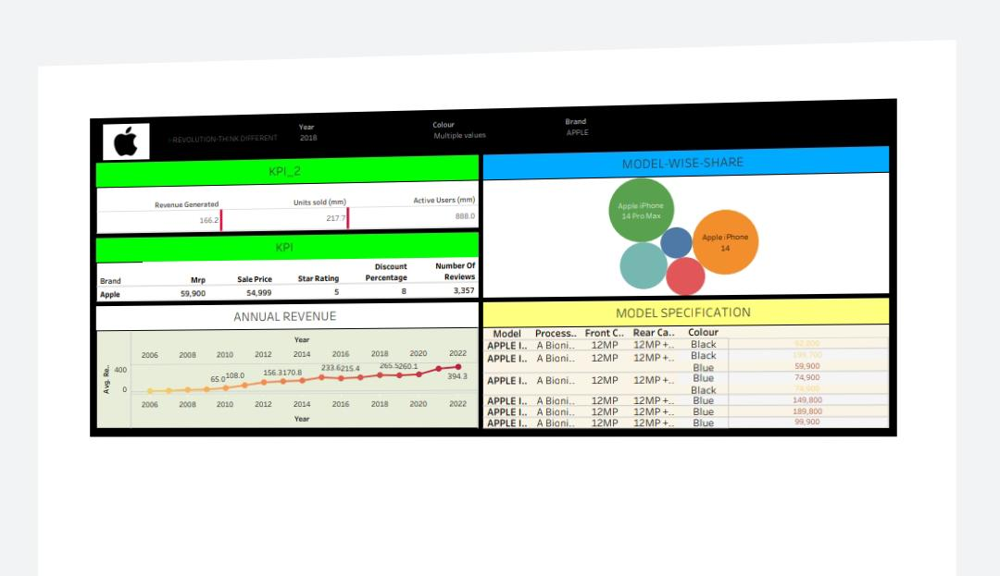 i-REVOLUTION-THINK DIFFERENT
Year
2018
Colour
Multiple values
Brand
APPLE
KPI_2
Revenue Generated Units sold (mm) Active Users (mm)
166.2 217.7 888.0
KPI
Brand Mrp Sale Price Star Rating Discount Percentage Number Of Reviews
Apple 59,900 54,999 5 8 3,357
ANNUAL REVENUE
Year
2006 2008 2010 2012 2014 2016 2018 2020 2022
Avg. Re..
400
0
65.0 108.0 156.3 170.8 233.6 215.4 265.5 260.1 394.3
2006 2008 2010 2012 2014 2016 2018 2020 2022
Year
MODEL-WISE-SHARE
Apple iPhone
14 Pro Max
Apple iPhone
14
MODEL SPECIFICATION
Model Process.. Front C.. Rear Ca.. Colour
APPLE I.. A Bioni.. 12MP 12MP +.. Black 92,800
APPLE I.. A Bioni.. 12MP 12MP +.. Black 199,700
Blue 59,900
APPLE I.. A Bioni.. 12MP 12MP +.. Blue 74,900
Black 74,900
APPLE I.. A Bioni.. 12MP 12MP +.. Blue 149,800
APPLE I.. A Bioni.. 12MP 12MP +.. Blue 189,800
APPLE I.. A Bioni.. 12MP 12MP +.. Blue 99,900